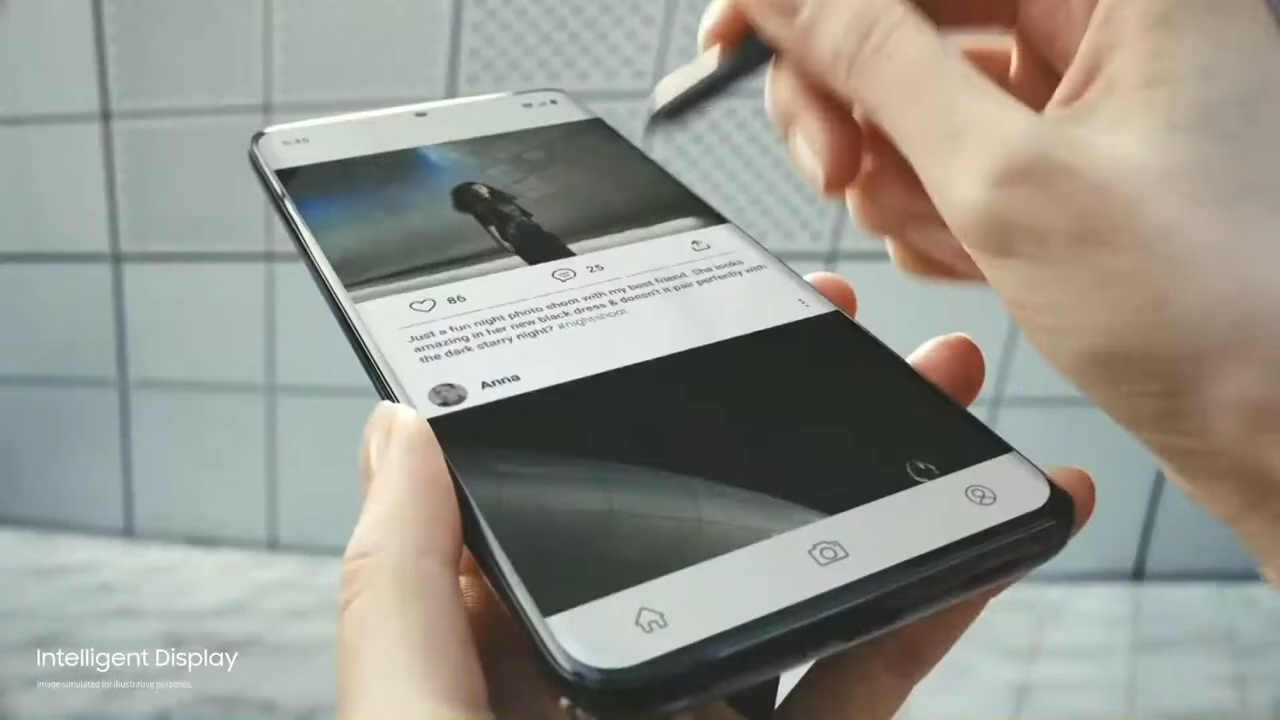 86
25
Just a fun night photo shoot with my best friend. She looks
amazing in her new black dress & doesn't it pair perfently with
the dark starry night? #nightshoot
Anna
Intelligent Display
Image simulated for illustrative purposes.